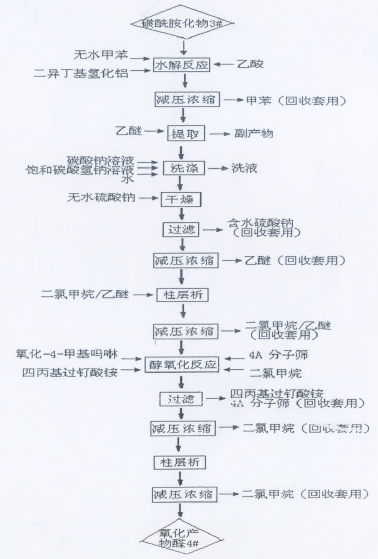 磺酰胺化物3#
无水甲苯
二异丁基氢化铝
水解反应
乙酸
减压浓缩
甲苯（回收套用）
乙醚
提取
副产物
碳酸钠溶液
饱和碳酸氢钠溶液
水
洗涤
洗液
无水硫酸钠
干燥
过滤
含水硫酸钠
（回收套用）
减压浓缩
乙醚（回收套用）
二氯甲烷/乙醚
柱层析
减压浓缩
二氯甲烷/乙醚
（回收套用）
氧化-4-甲基吗啉
四丙基过钌酸铵
醇氧化反应
4A 分子筛
二氯甲烷
过滤
四丙基过钌酸铵
4A 分子筛（回收套用）
减压浓缩
二氯甲烷（回收套用）
柱层析
减压浓缩
二氯甲烷（回收套用）
氧化产
物醛4#